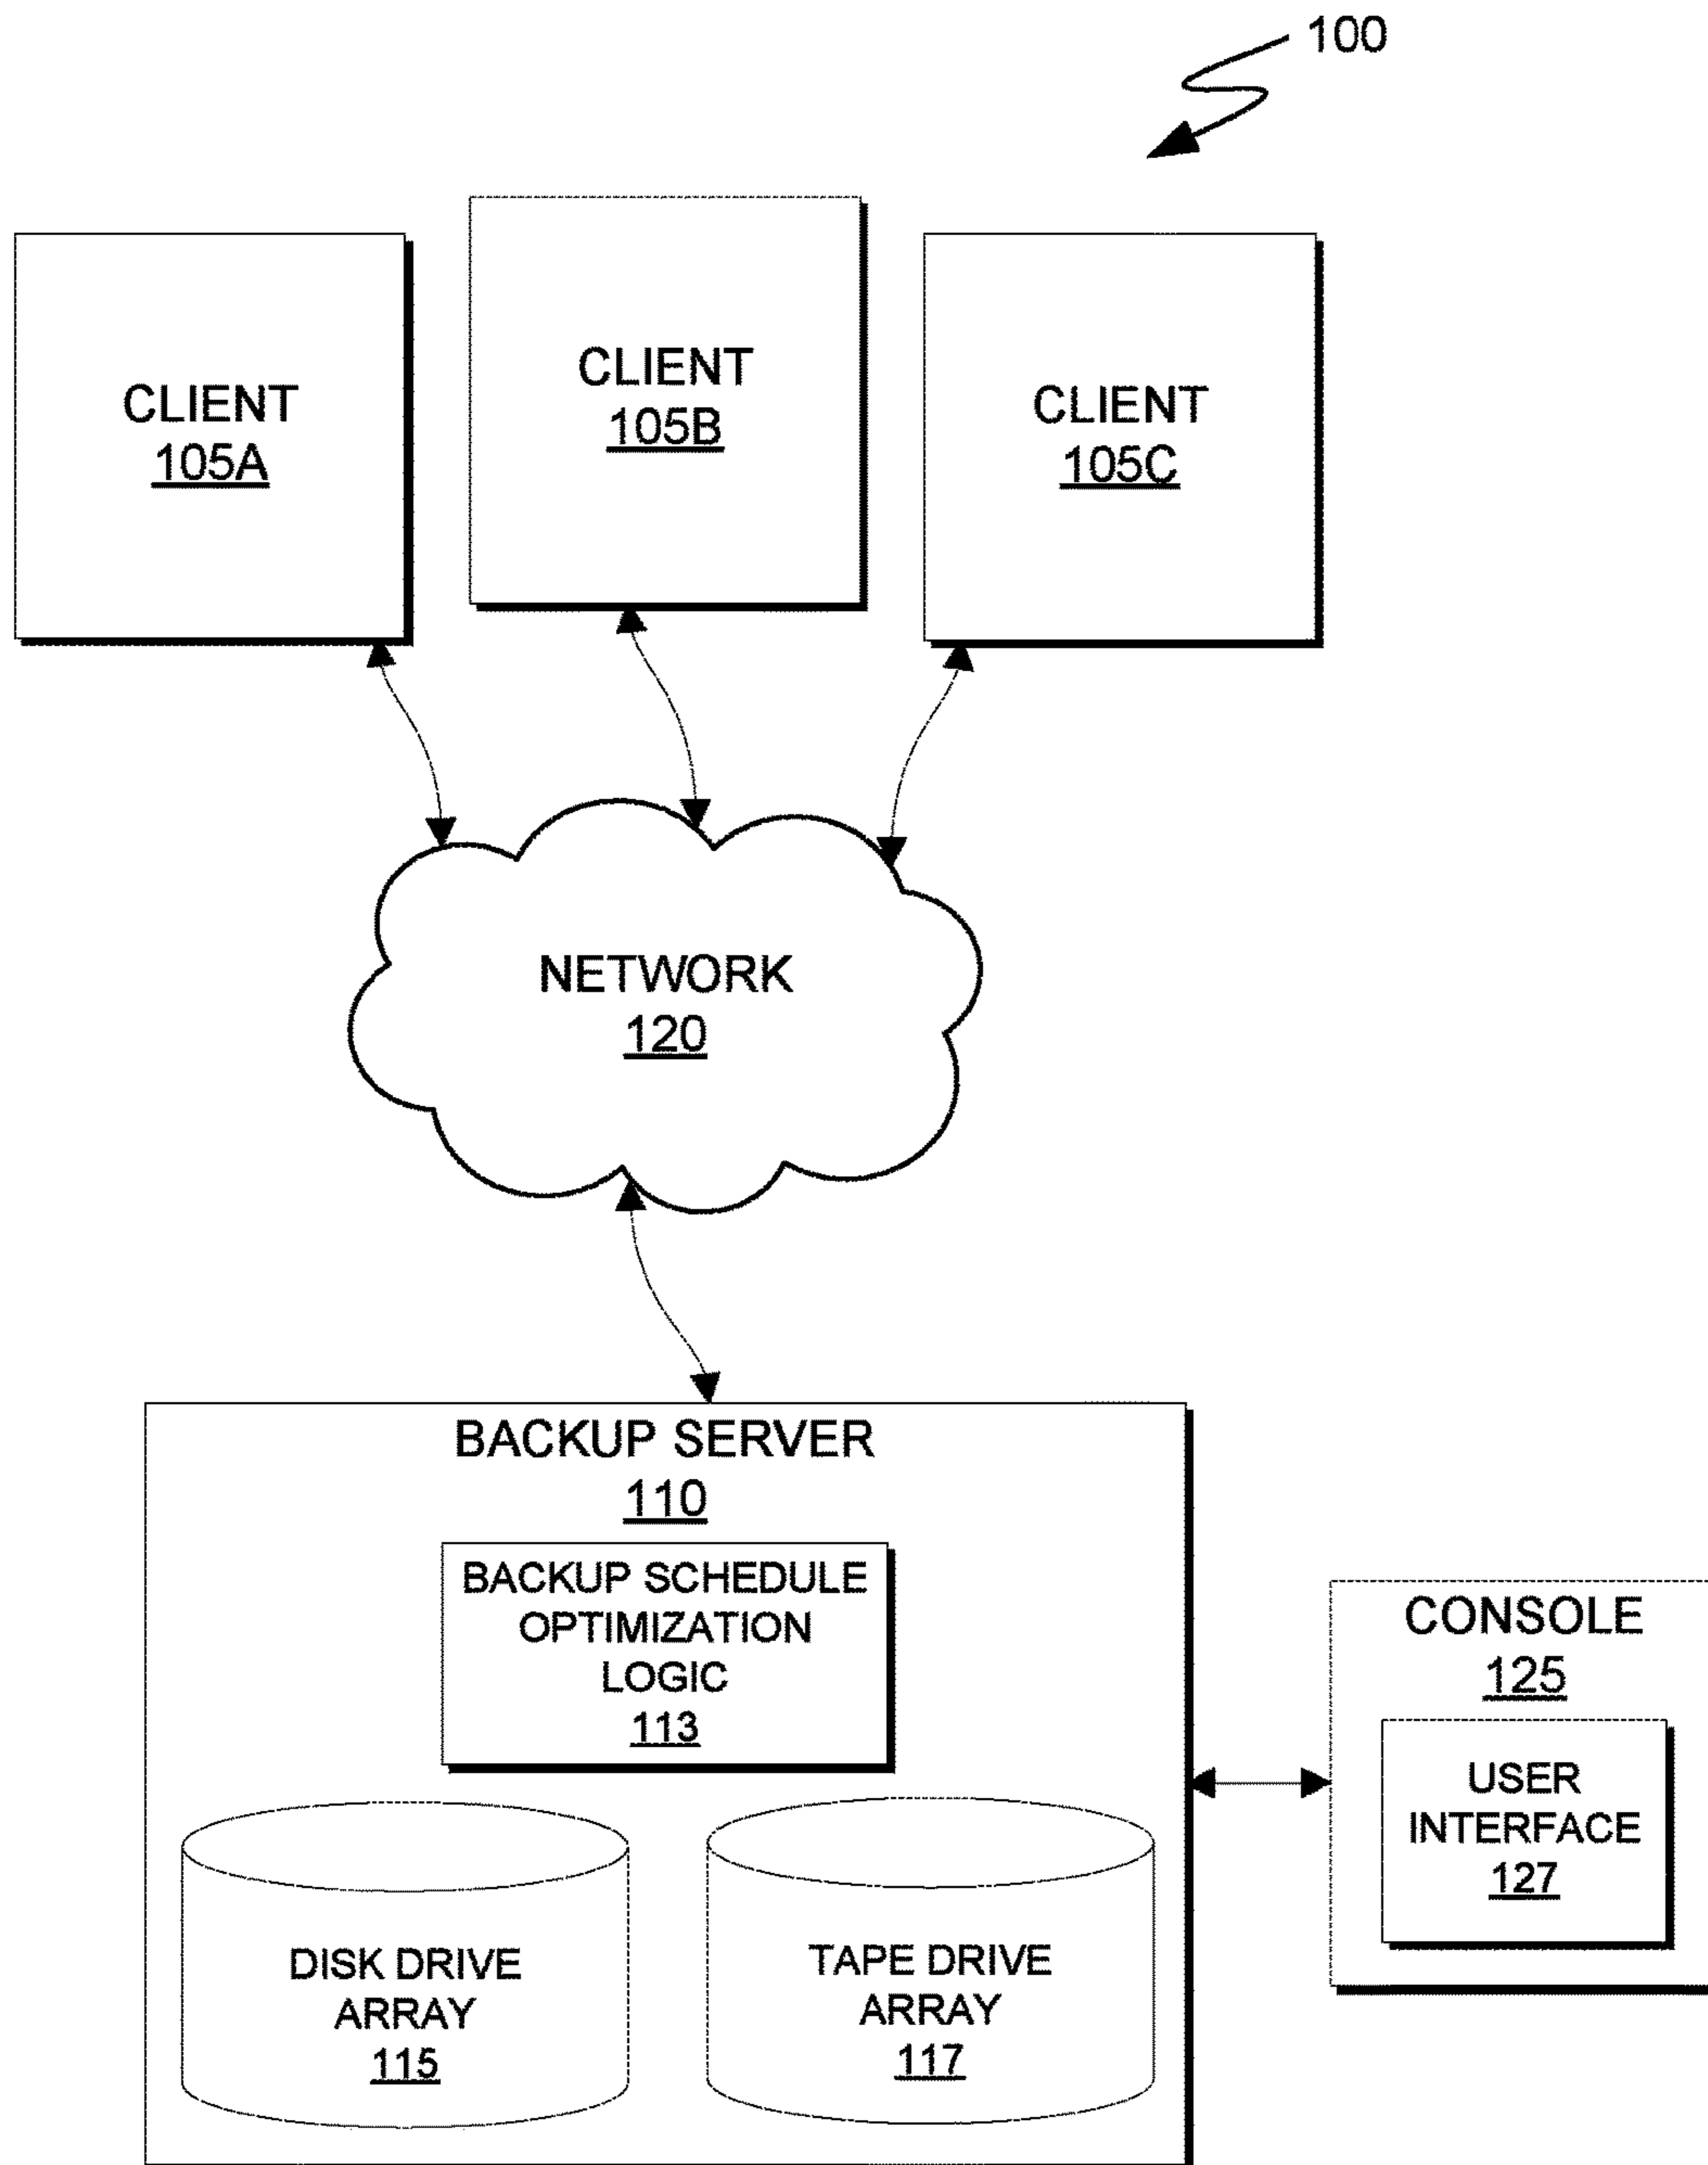 100
CLIENT
105A
CLIENT
105B
CLIENT
105C
NETWORK
120
BACKUP SERVER
110
BACKUP SCHEDULE
OPTIMIZATION
LOGIC
113
DISK DRIVE
ARRAY
115
TAPE DRIVE
ARRAY
117
CONSOLE
125
USER
INTERFACE
127